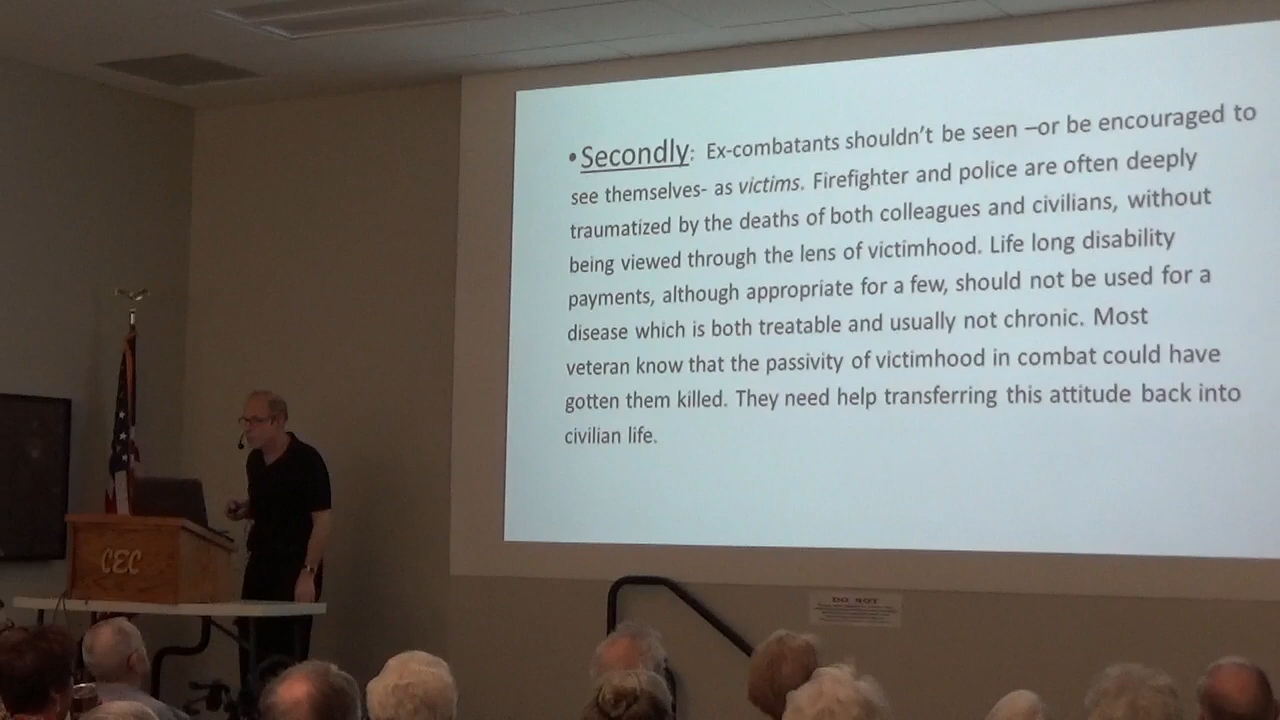 •Secondly: Ex-combatants shouldn't be seen –or be encouraged to
see themselves- as victims. Firefighter and police are often deeply
traumatized by the deaths of both colleagues and civilians, without
being viewed through the lens of victimhood. Life long disability
payments, although appropriate for a few, should not be used for a
disease which is both treatable and usually not chronic. Most
veteran know that the passivity of victimhood in combat could have
gotten them killed. They need help transferring this attitude back into
civilian life.
CEC
DO NOT